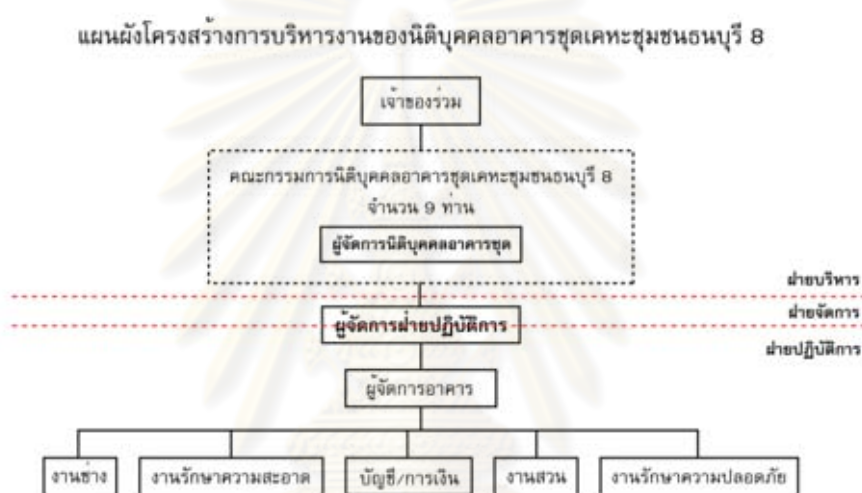 แผนผังโครงสร้างการบริหารงานของนิติบุคคลอาคารชุดเคหะชุมชนธนบุรี 8
เจ้าของร่วม
คณะกรรมการนิติบุคคลอาคารชุดเคหะชุมชนธนบุรี 8
จำนวน 9 ท่าน
ผู้จัดการนิติบุคคลอาคารชุด
ฝ่ายบริหาร
ฝ่ายจัดการ
ผู้จัดการฝ่ายปฏิบัติการ
ฝ่ายปฏิบัติการ
ผู้จัดการอาคาร
งานช่าง งานรักษาความสะอาด บัญชี/การเงิน งานสวน งานรักษาความปลอดภัย